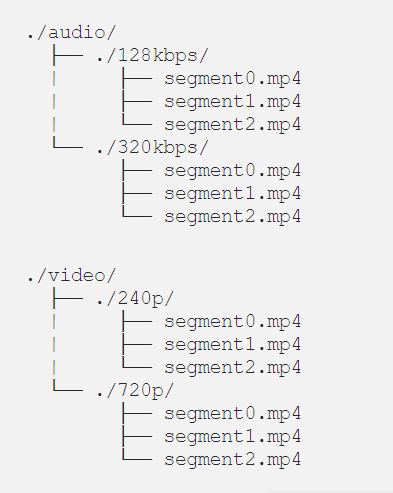 ./audio/
├── ./128kbps/
|     ├── segment0.mp4
|     ├── segment1.mp4
|     └── segment2.mp4
└── ./320kbps/
      ├── segment0.mp4
      ├── segment1.mp4
      └── segment2.mp4
./video/
├── ./240p/
|     ├── segment0.mp4
|     ├── segment1.mp4
|     └── segment2.mp4
└── ./720p/
      ├── segment0.mp4
      ├── segment1.mp4
      └── segment2.mp4